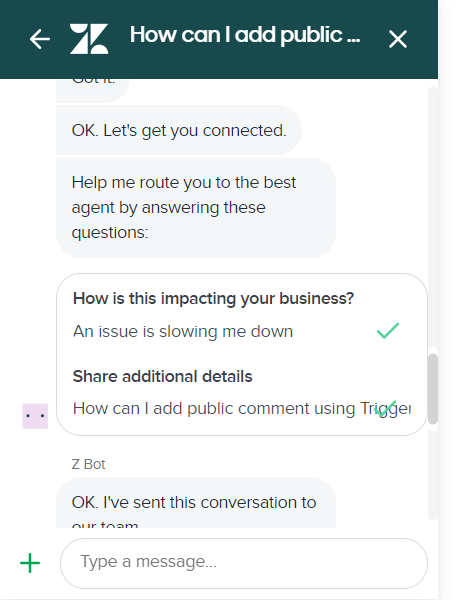 How can I add public ...
Got it.
OK. Let's get you connected.
Help me route you to the best
agent by answering these
questions:
How is this impacting your business?
An issue is slowing me down
Share additional details
How can I add public comment using Trigger
Z Bot
OK. I've sent this conversation to
our team
Type a message...